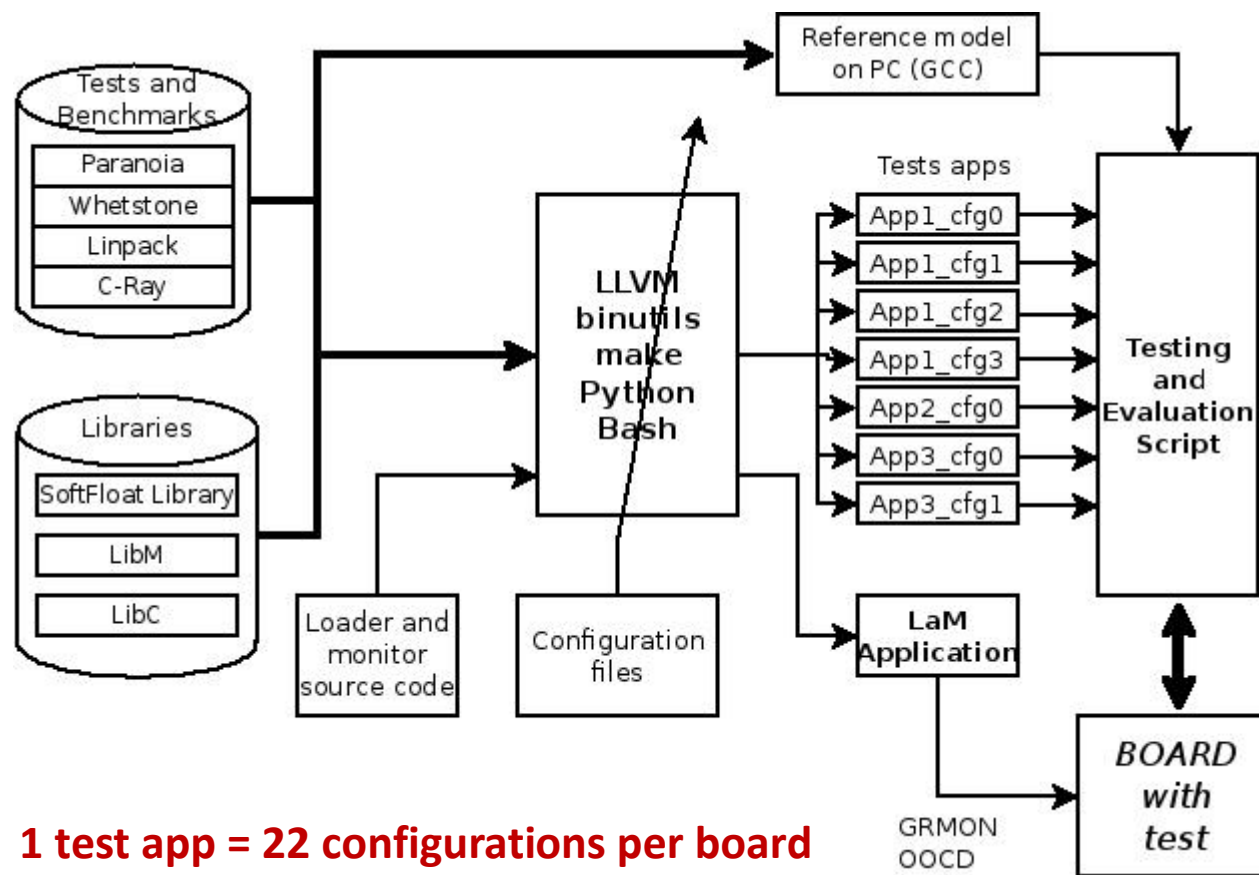 Reference model
on PC (GCC)
Tests and
Benchmarks
Paranoia
Whetstone
Linpack
C-Ray
Libraries
SoftFloat Library
LibM
LibC
Loader and
monitor
source code
Configuration
files
LLVM
binutils
make
Python
Bash
Tests apps
App1_cfg0
App1_cfg1
App1_cfg2
App1_cfg3
App2_cfg0
App3_cfg0
App3_cfg1
LaM
Application
Testing
and
Evaluation
Script
GRMON
OOCD
BOARD
with
test
1 test app = 22 configurations per board